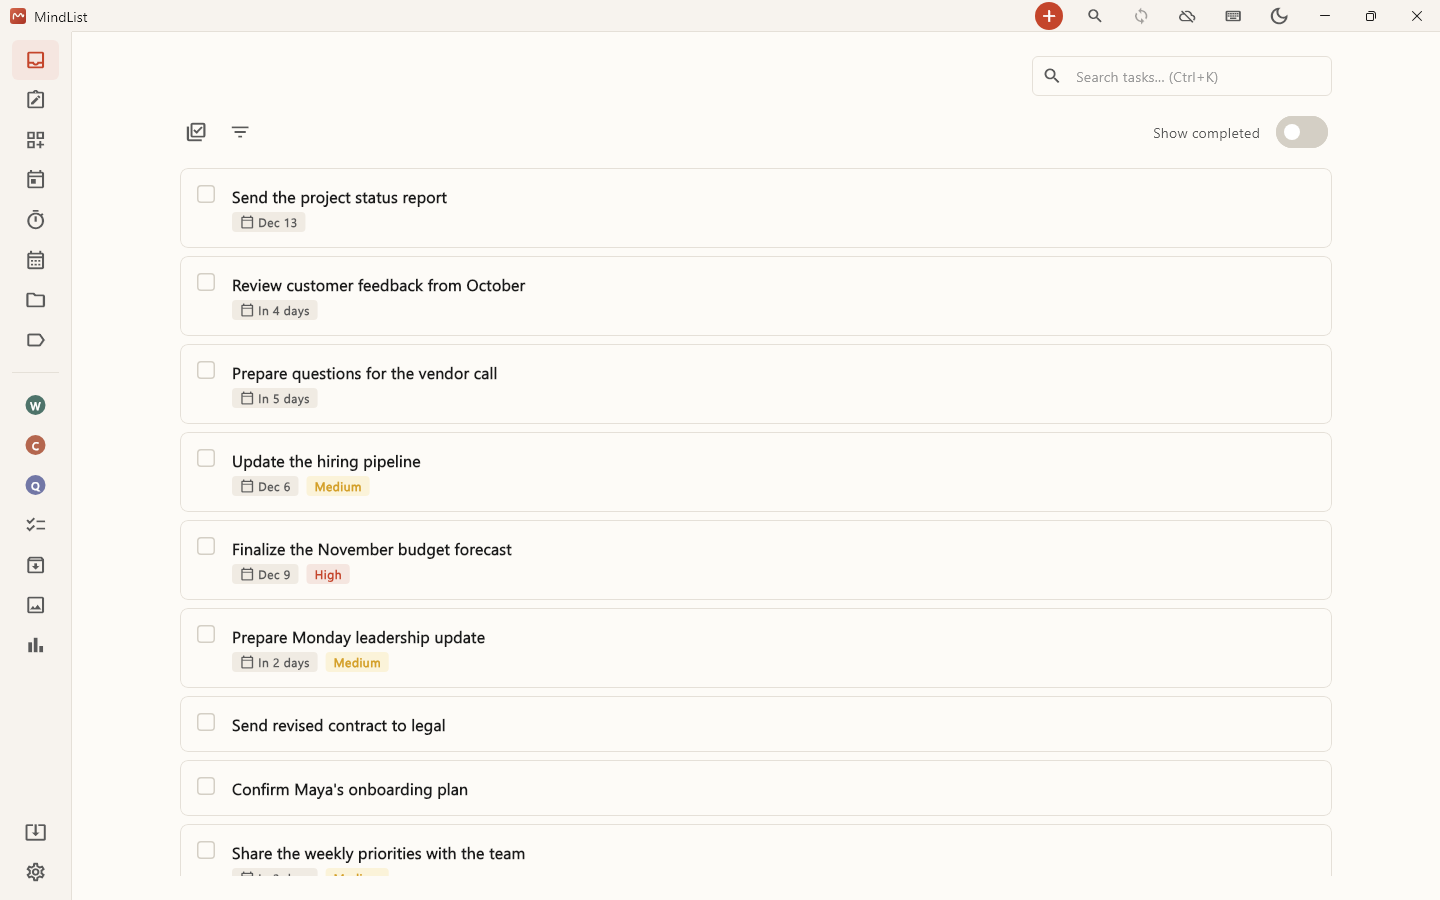 MindList
Search tasks... (Ctrl+K)
Show completed
Send the project status report
Dec 13
Review customer feedback from October
In 4 days
Prepare questions for the vendor call
In 5 days
Update the hiring pipeline
Dec 6 Medium
Finalize the November budget forecast
Dec 9 High
Prepare Monday leadership update
In 2 days Medium
Send revised contract to legal
Confirm Maya's onboarding plan
Share the weekly priorities with the team
W
C
Q